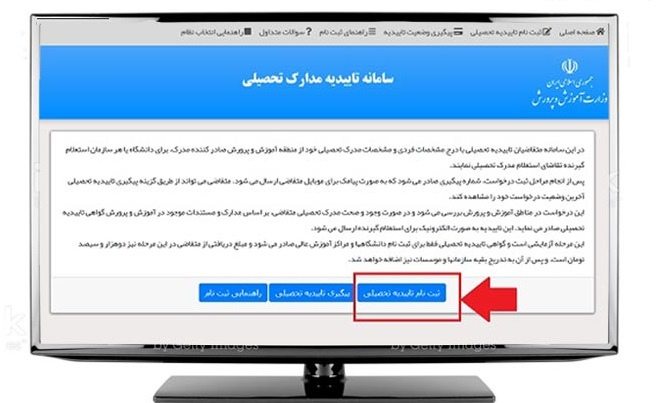 صفحه اصلی ثبت نام تاییدیه تحصیلی پیگیری وضعیت تاییدیه راهنمای ثبت نام سوالات متداول راهنمایی انتخاب نظام
جمهوری اسلامی ایران
وزارت آموزش و پرورش
سامانه تاییدیه مدارک تحصیلی
در این سامانه متقاضیان تاییدیه تحصیلی با درج مشخصات فردی و مشخصات مدرک تحصیلی خود از منطقه آموزش و پرورش صادر کننده مدرک، برای دانشگاه یا هر سازمان استعلام
گیرنده تقاضای استعلام مدرک تحصیلی نمایند.
پس از انجام مراحل ثبت درخواست، شماره پیگیری صادر می شود که به صورت پیامک برای موبایل متقاضی ارسال می شود. متقاضی می تواند از طریق گزینه پیگیری تاییدیه تحصیلی
آخرین وضعیت درخواست خود را مشاهده کند.
این درخواست در مناطق آموزش و پرورش بررسی می شود و در صورت وجود و صحت مدرک تحصیلی متقاضی، بر اساس مدارک و مستندات موجود در آموزش و پرورش گواهی تاییدیه
تحصیلی صادر می نماید. این تاییدیه به صورت الکترونیک برای استعلام گیرنده ارسال می شود.
این مرحله آزمایشی است و گواهی تاییدیه تحصیلی فقط برای ثبت نام دانشگاهها و مراکز آموزش عالی صادر می شود و مبلغ دریافتی از متقاضی در این مرحله نیز دوهزار و سیصد
تومان است. و پس از آن به تدریج بقیه سازمانها و موسسات نیز اضافه خواهد شد.
ثبت نام تاییدیه تحصیلی پیگیری تاییدیه تحصیلی راهنمایی ثبت نام
by Getty Images by Getty Images